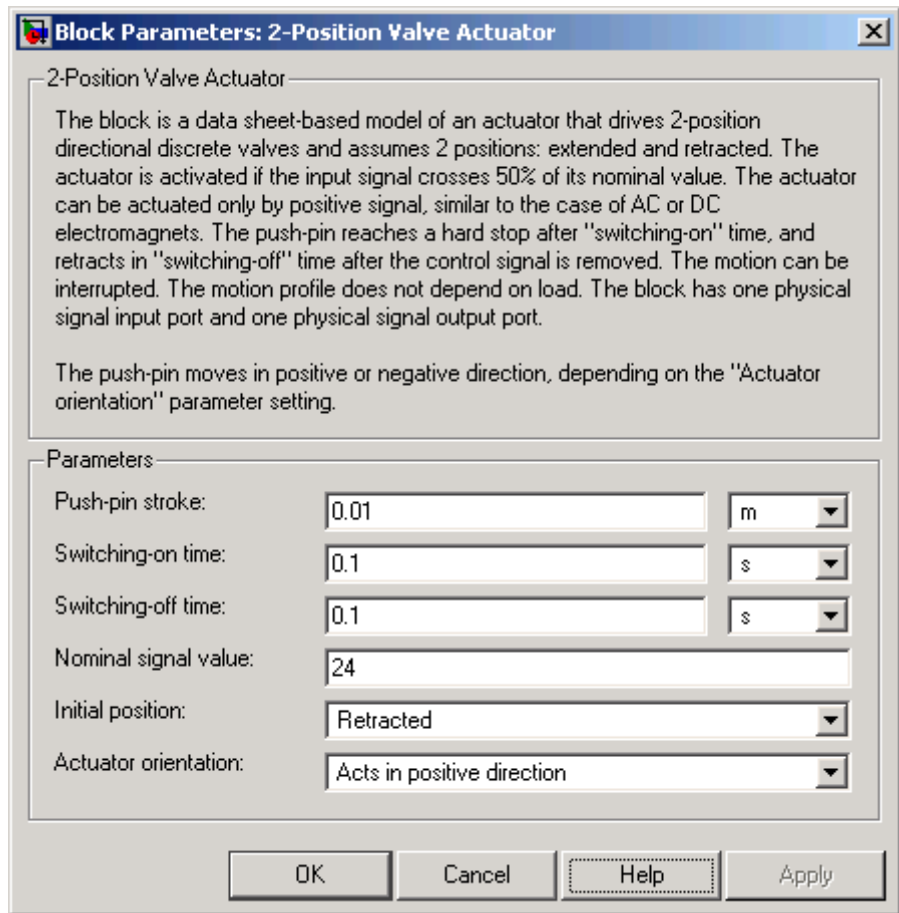 Block Parameters: 2-Position Valve Actuator
2-Position Valve Actuator
The block is a data sheet-based model of an actuator that drives 2-position
directional discrete valves and assumes 2 positions: extended and retracted. The
actuator is activated if the input signal crosses 50% of its nominal value. The actuator
can be actuated only by positive signal, similar to the case of AC or DC
electromagnets. The push-pin reaches a hard stop after "switching-on" time, and
retracts in "switching-off" time after the control signal is removed. The motion can be
interrupted. The motion profile does not depend on load. The block has one physical
signal input port and one physical signal output port.
The push-pin moves in positive or negative direction, depending on the "Actuator
orientation" parameter setting.
Parameters
Push-pin stroke: 0.01 m
Switching-on time: 0.1 s
Switching-off time: 0.1 s
Nominal signal value: 24
Initial position: Retracted
Actuator orientation: Acts in positive direction
OK Cancel Help Apply